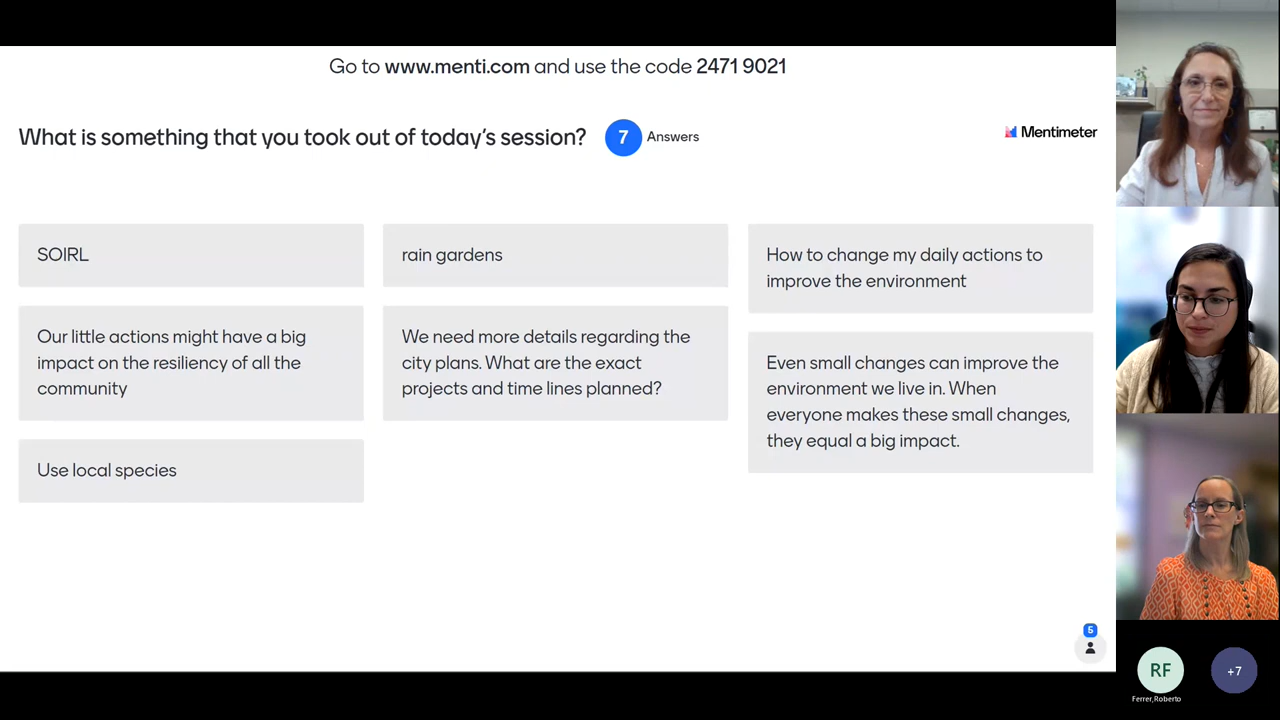 Go to www.menti.com and use the code 2471 9021
What is something that you took out of today's session?
7 Answers
Mentimeter
SOIRL
rain gardens
How to change my daily actions to
improve the environment
Our little actions might have a big
impact on the resiliency of all the
community
We need more details regarding the
city plans. What are the exact
projects and time lines planned?
Even small changes can improve the
environment we live in. When
everyone makes these small changes,
they equal a big impact.
Use local species
5
RF
+7
Ferrer,Roberto